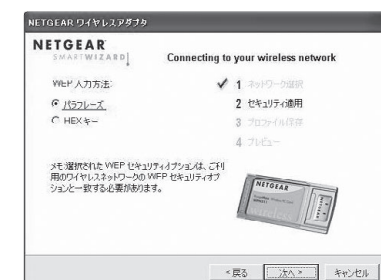 NETGEAR ワイヤレスアダプタ
NETGEAR
SMARTWIZARD
Connecting to your wireless network
WEP 入力方法:
✓ 1 ネットワーク選択
パラフレーズ
2 セキュリティ適用
HEX キー
3 プロファイル保存
4 プレビュー
メモ:選択された WEP セキュリティオプションは、ご利
用のワイヤレスネットワークの WEP セキュリティオプ
ションと一致する必要があります。
NETGEAR
< 戻る
次へ >
キャンセル